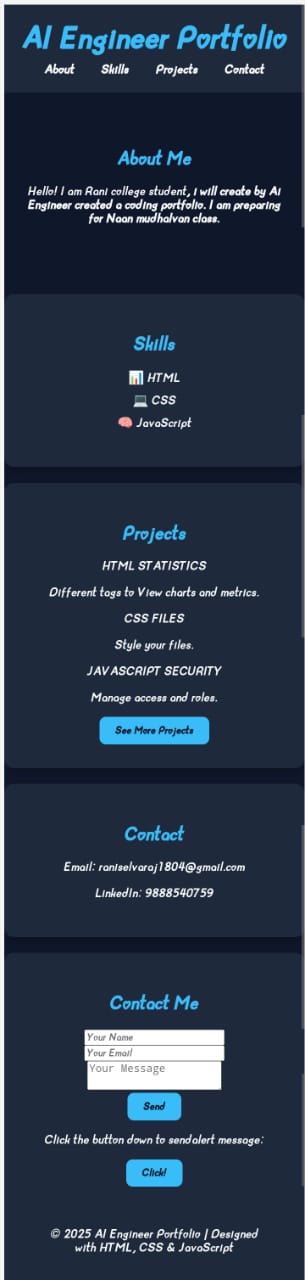 AI Engineer Portfolio
About Skills Projects Contact
About Me
Hello! I am Rani college student, i will create by Ai
Engineer created a coding portfolio. I am preparing
for Naan mudhalvan class.
Skills
📊 HTML
💻 CSS
🧠 JavaScript
Projects
HTML STATISTICS
Different tags to View charts and metrics.
CSS FILES
Style your files.
JAVASCRIPT SECURITY
Manage access and roles.
See More Projects
Contact
Email: raniselvaraj1804@gmail.com
LinkedIn: 9888540759
Contact Me
Your Name
Your Email
Your Message
Send
Click the button down to sendalert message:
Click!
© 2025 AI Engineer Portfolio | Designed
with HTML, CSS & JavaScript